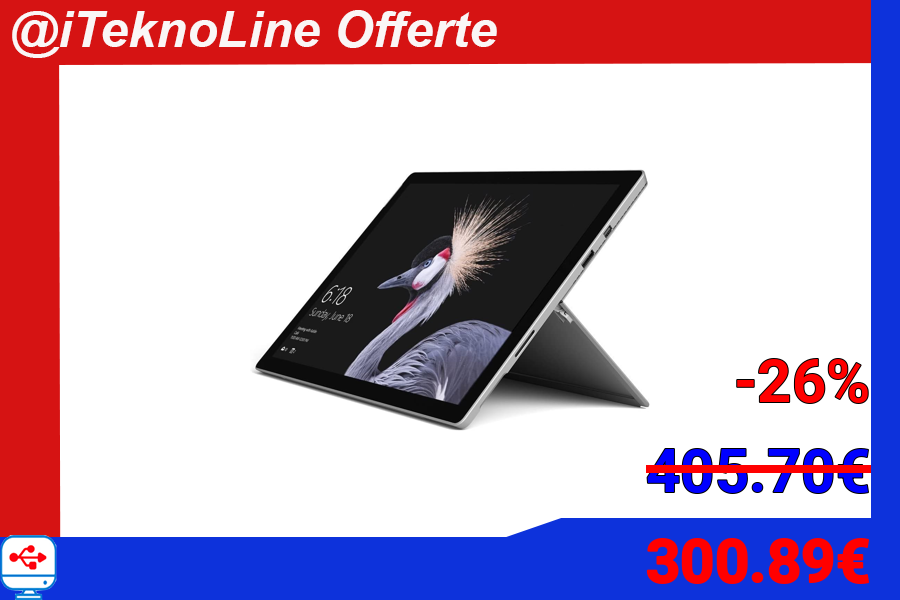 @iTeknoLine Offerte
6:18
Sunday, June 18
-26%
405.70€
300.89€